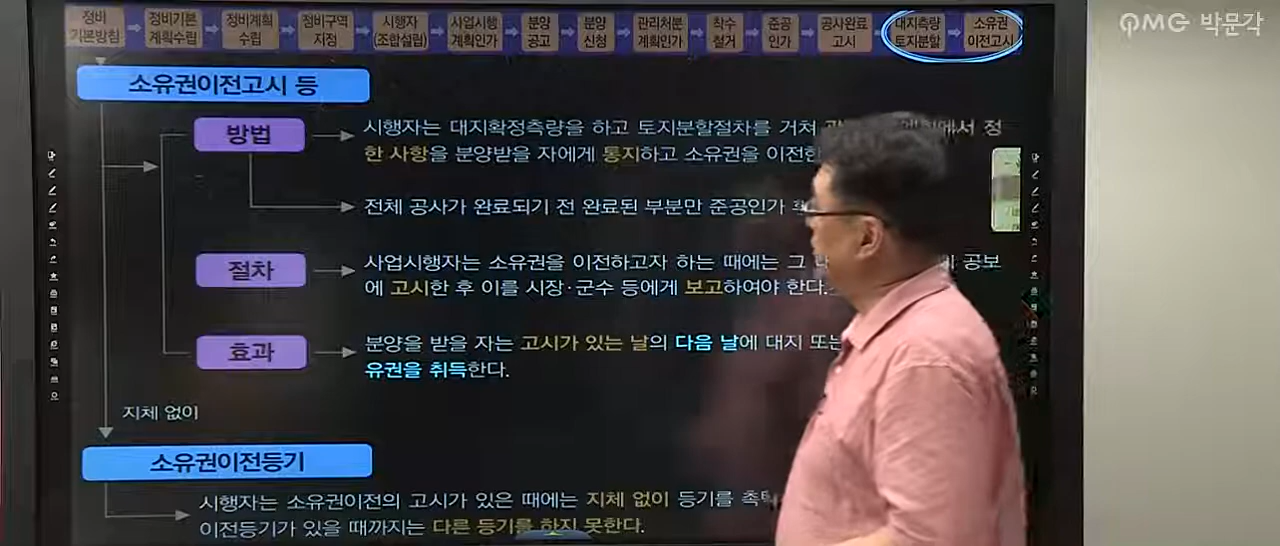 정비 기본방침
정비기본 계획수립
정비계획 수립
정비구역 지정
시행자 (조합설립)
사업시행 계획인가
분양 공고
분양 신청
관리처분 계획인가
착수 철거
준공 인가
공사완료 고시
대지측량 토지분할
소유권 이전고시
QMG 박문각
소유권이전고시 등
방법
시행자는 대지확정측량을 하고 토지분할절차를 거쳐 에서 정
한 사항을 분양받을 자에게 통지하고 소유권을 이전한
전체 공사가 완료되기 전 완료된 부분만 준공인가
절차
사업시행자는 소유권을 이전하고자 하는 때에는 그 공보
에 고시한 후 이를 시장·군수 등에게 보고하여야 한다.
효과
분양을 받을 자는 고시가 있는 날의 다음 날에 대지 또는
유권을 취득한다.
지체 없이
소유권이전등기
시행자는 소유권이전의 고시가 있은 때에는 지체 없이 등기를 촉탁
이전등기가 있을 때까지는 다른 등기를 하지 못한다.